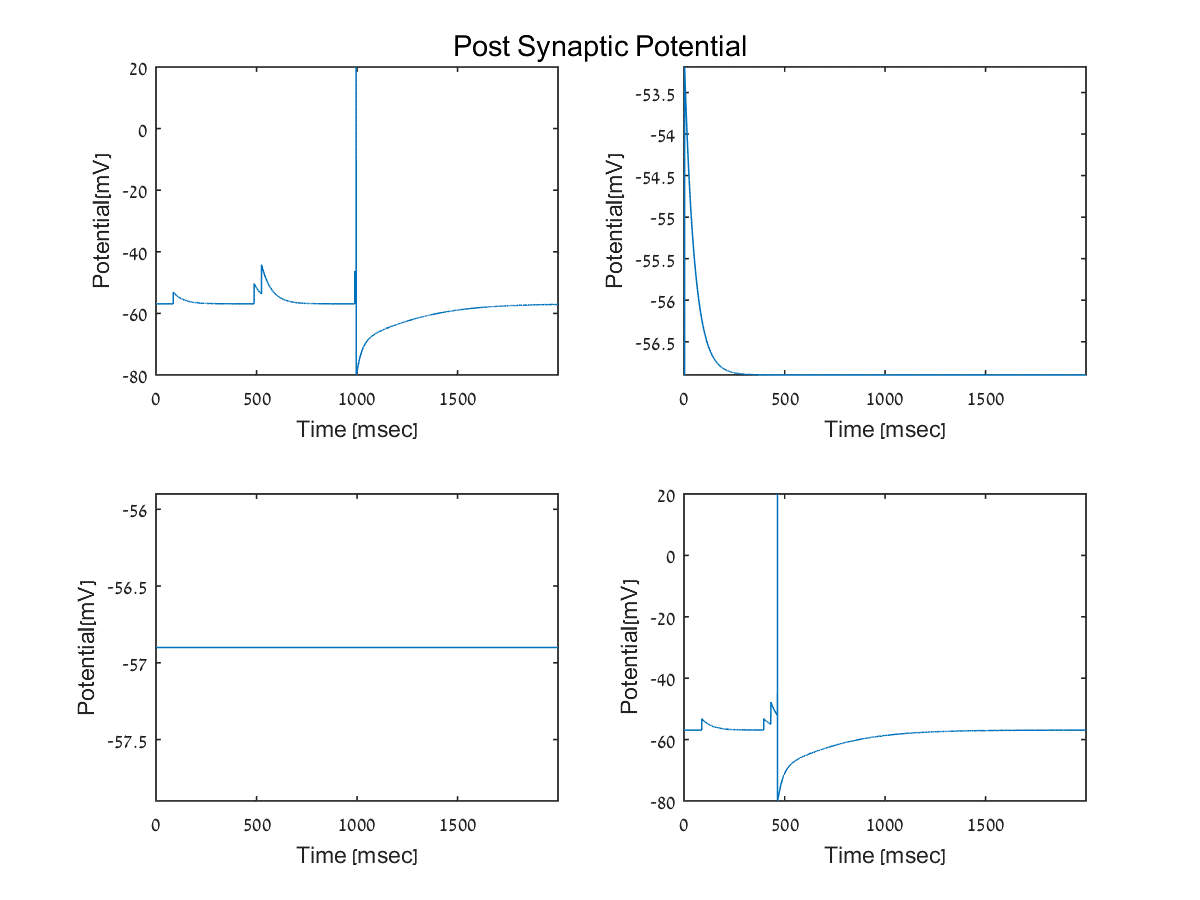 Post Synaptic Potential
20
0
-20
-40
-60
-80
Potential[mV]
0 500 1000 1500
Time [msec]
-53.5
-54
-54.5
-55
-55.5
-56
-56.5
Potential[mV]
0 500 1000 1500
Time [msec]
-56
-56.5
-57
-57.5
Potential[mV]
0 500 1000 1500
Time [msec]
20
0
-20
-40
-60
-80
Potential[mV]
0 500 1000 1500
Time [msec]